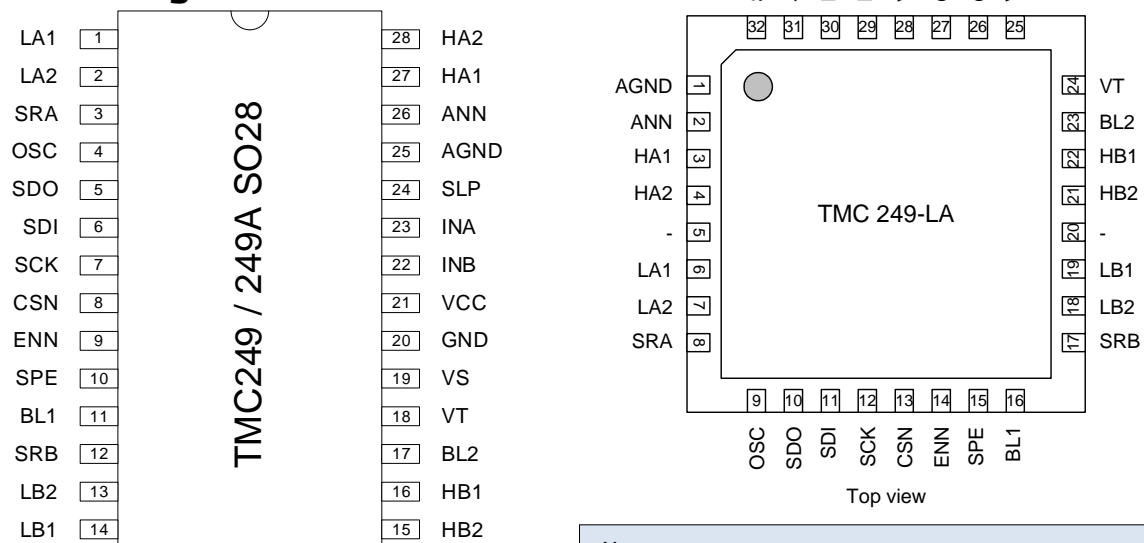 LA1 1 28 HA2
LA2 2 27 HA1
SRA 3 26 ANN
OSC 4 25 AGND
SDO 5 24 SLP
SDI 6 23 INA
SCK 7 22 INB
CSN 8 21 VCC
ENN 9 20 GND
SPE 10 19 VS
BL1 11 18 VT
SRB 12 17 BL2
LB2 13 16 HB1
LB1 14 15 HB2
TMC249 / 249A SO28
32 31 30 29 28 27 26 25
AGND 1 24 VT
ANN 2 23 BL2
HA1 3 22 HB1
HA2 4 21 HB2
- 5 20 -
LA1 6 19 LB1
LA2 7 18 LB2
SRA 8 17 SRB
TMC 249-LA
9 10 11 12 13 14 15 16
OSC SDO SDI SCK CSN ENN SPE BL1
Top view